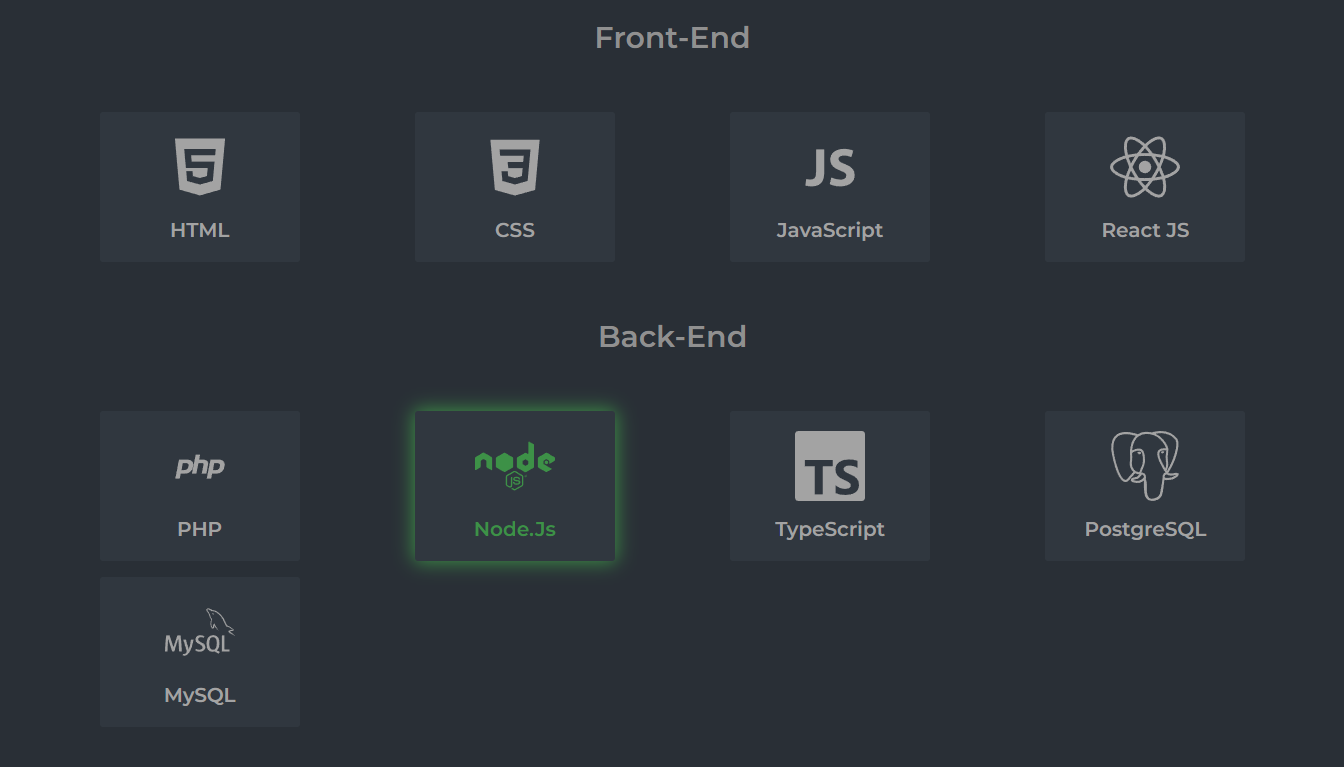 Front-End
5
3
JS
HTML
CSS
JavaScript
React JS
Back-End
php
node
JS
TS
PHP
Node.Js
TypeScript
PostgreSQL
MySQL
MySQL